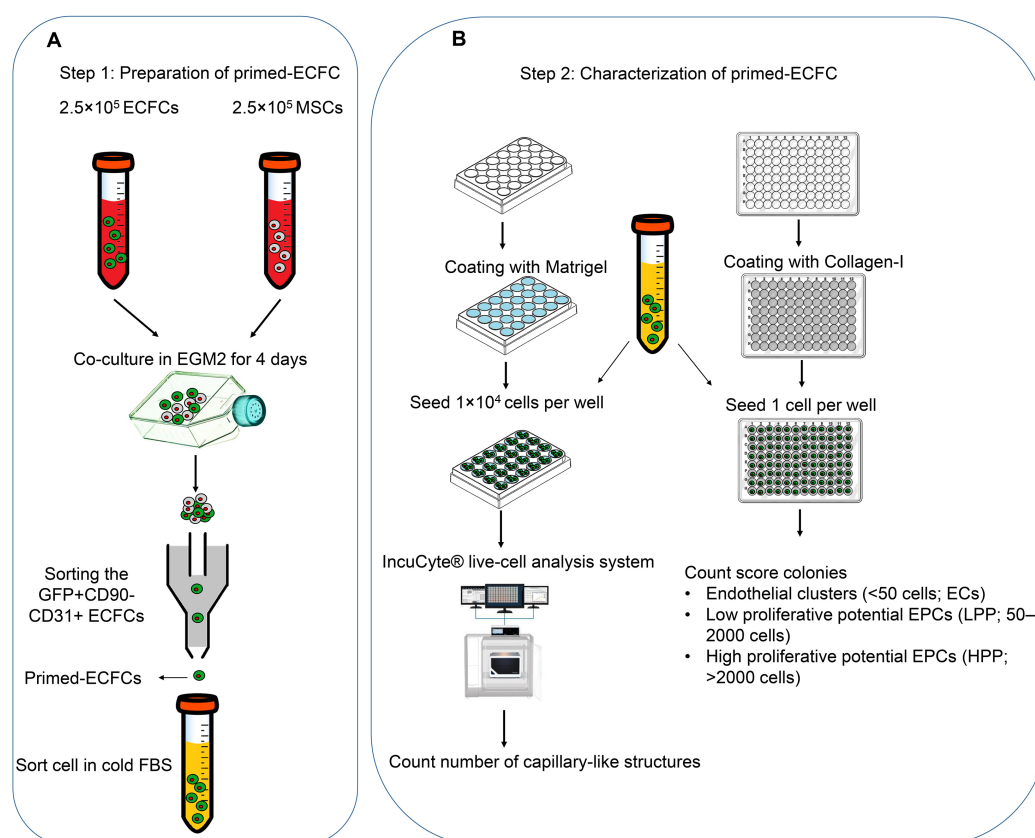 A
Step 1: Preparation of primed-ECFC
2.5×10⁵ ECFCs
2.5×10⁵ MSCs
Co-culture in EGM2 for 4 days
Sorting the
GFP+CD90-
CD31+ ECFCs
Primed-ECFCs
Sort cell in cold FBS
B
Step 2: Characterization of primed-ECFC
Coating with Matrigel
Coating with Collagen-I
Seed 1×10⁴ cells per well
Seed 1 cell per well
IncuCyte® live-cell analysis system
Count number of capillary-like structures
Count score colonies
• Endothelial clusters (<50 cells; ECs)
• Low proliferative potential EPCs (LPP; 50–
2000 cells)
• High proliferative potential EPCs (HPP;
>2000 cells)